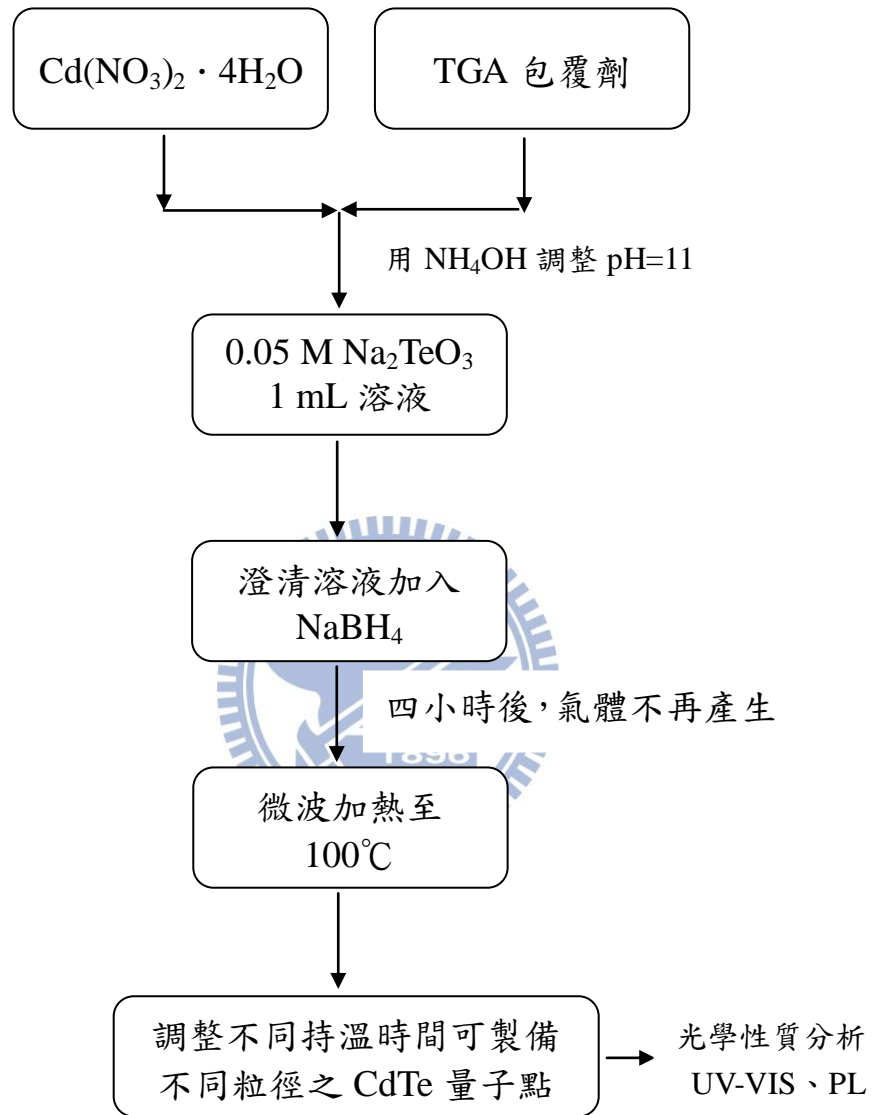 Cd(NO₃)₂．4H₂O
TGA 包覆劑
用 NH₄OH 調整 pH=11
0.05 M Na₂TeO₃
1 mL 溶液
澄清溶液加入
NaBH₄
四小時後，氣體不再產生
1896
微波加熱至
100℃
調整不同持溫時間可製備
不同粒徑之 CdTe 量子點
光學性質分析
UV-VIS、PL